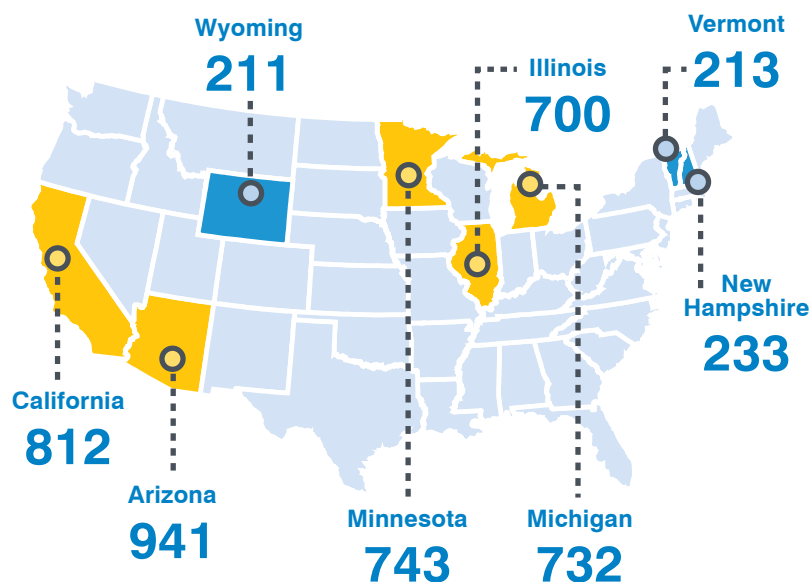 Wyoming
211
Illinois
700
Vermont
213
New
Hampshire
233
California
812
Arizona
941
Minnesota
743
Michigan
732